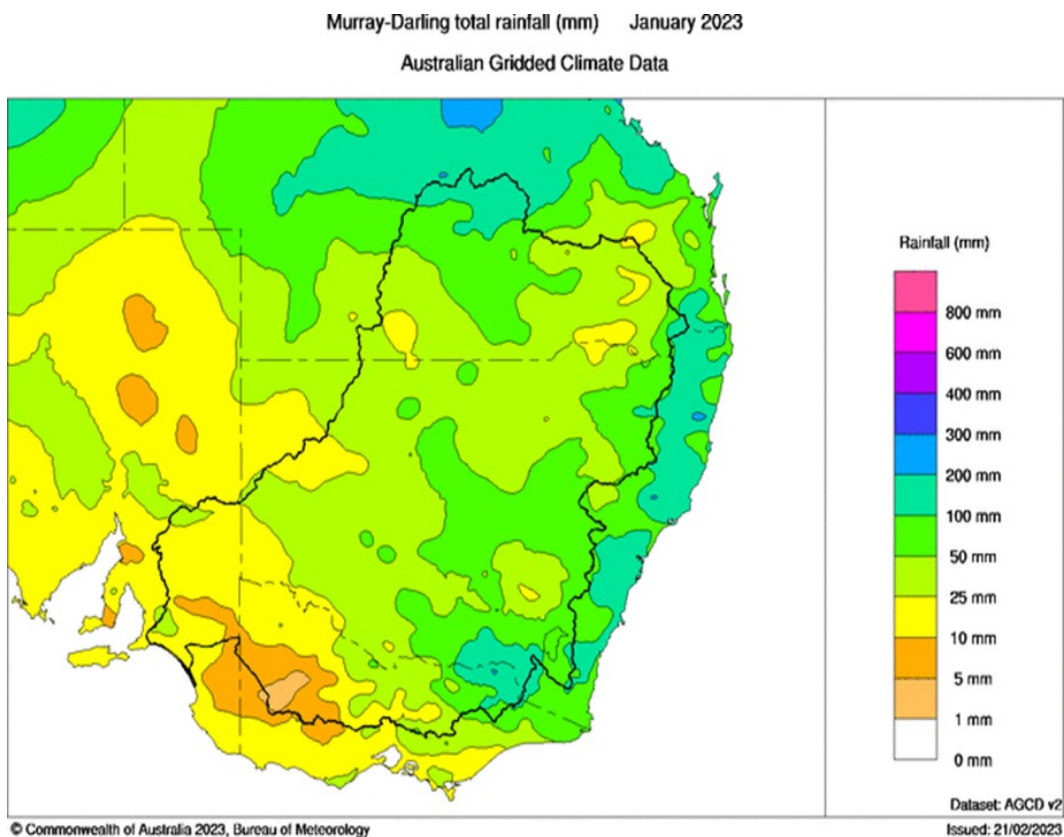 Murray-Darling total rainfall (mm) January 2023
Australian Gridded Climate Data
Rainfall (mm)
800 mm
600 mm
400 mm
300 mm
200 mm
100 mm
50 mm
25 mm
10 mm
5 mm
1 mm
0 mm
Dataset: AGCD v2
© Commonwealth of Australia 2023, Bureau of Meteorology
Issued: 21/02/2023